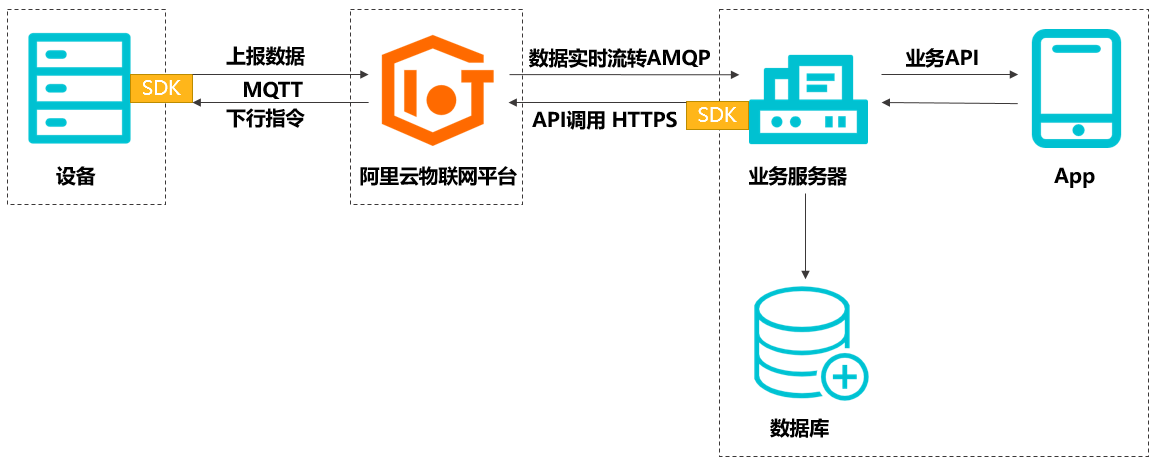 上报数据
SDK
MQTT
下行指令
设备
IoT
阿里云物联网平台
数据实时流转AMQP
API调用 HTTPS
SDK
业务服务器
业务API
App
数据库